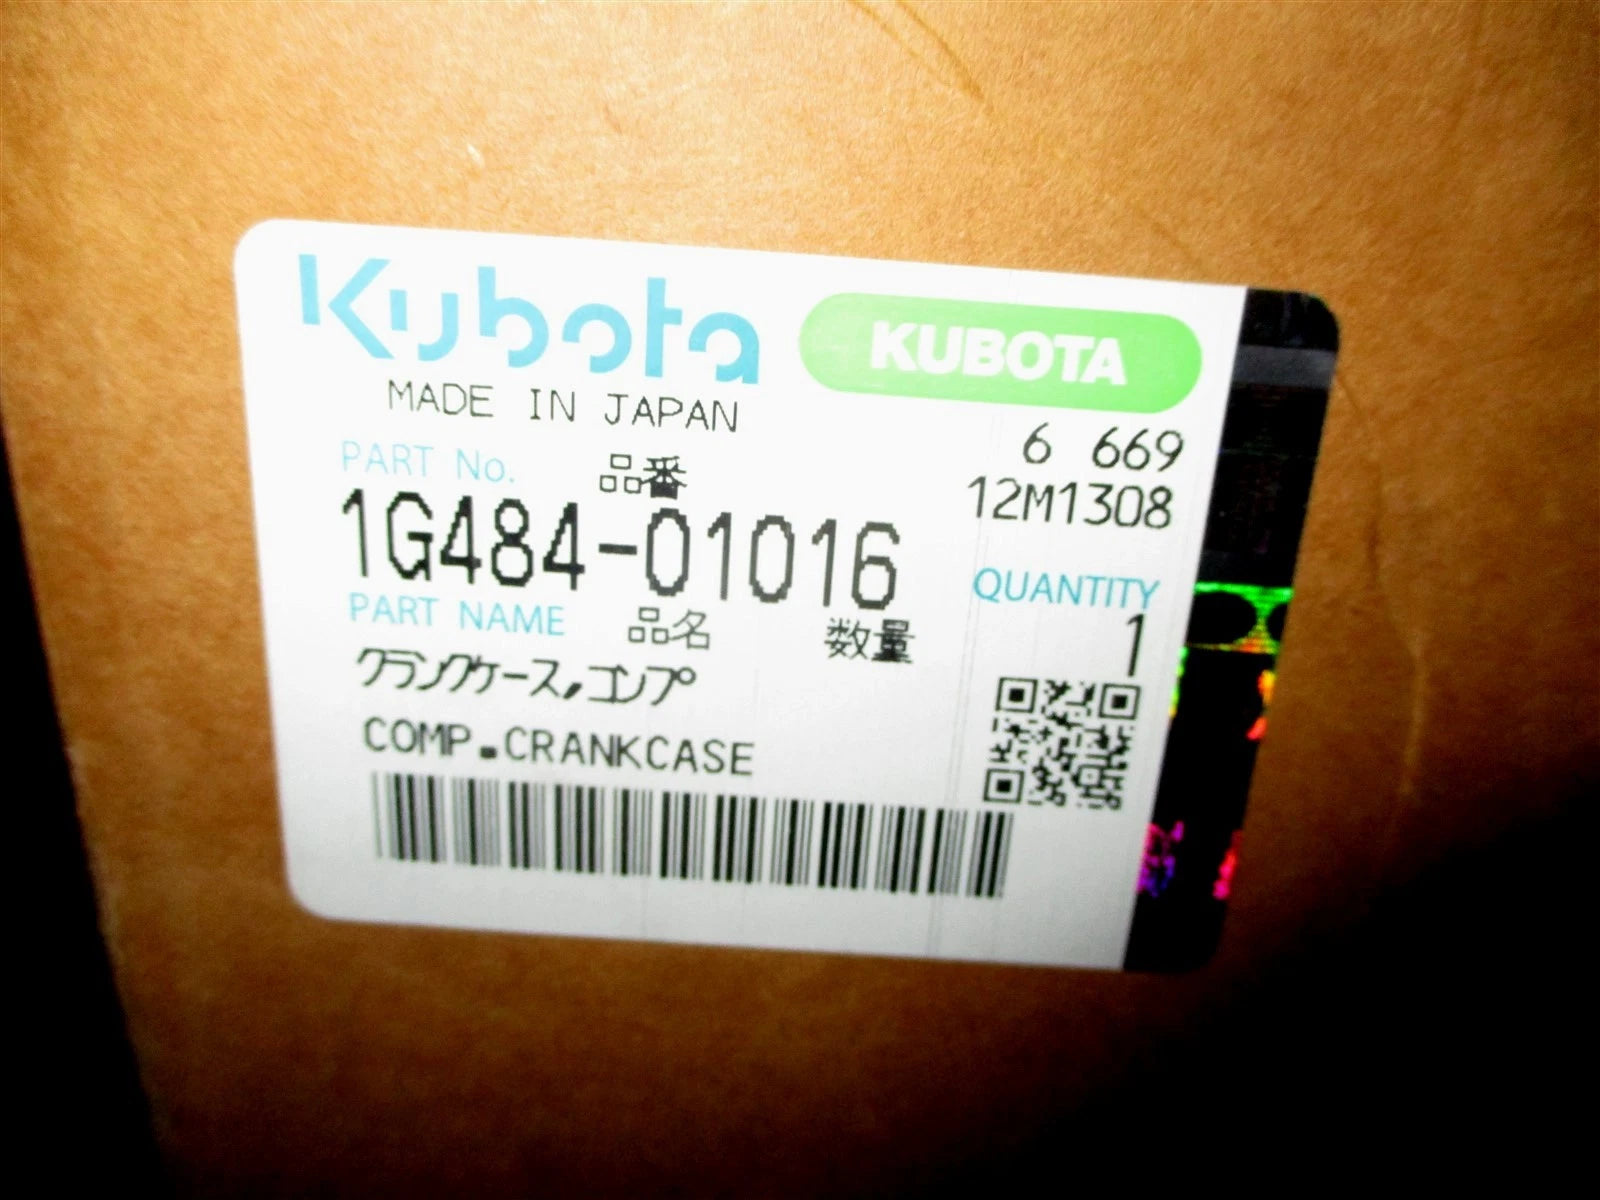 Kubota
KUBOTA
MADE IN JAPAN
6 669
12M1308
PART No. 品番
1G484-01016
QUANTITY
1
PART NAME 品名 数量
クランクケース,コンプ
COMP.CRANKCASE